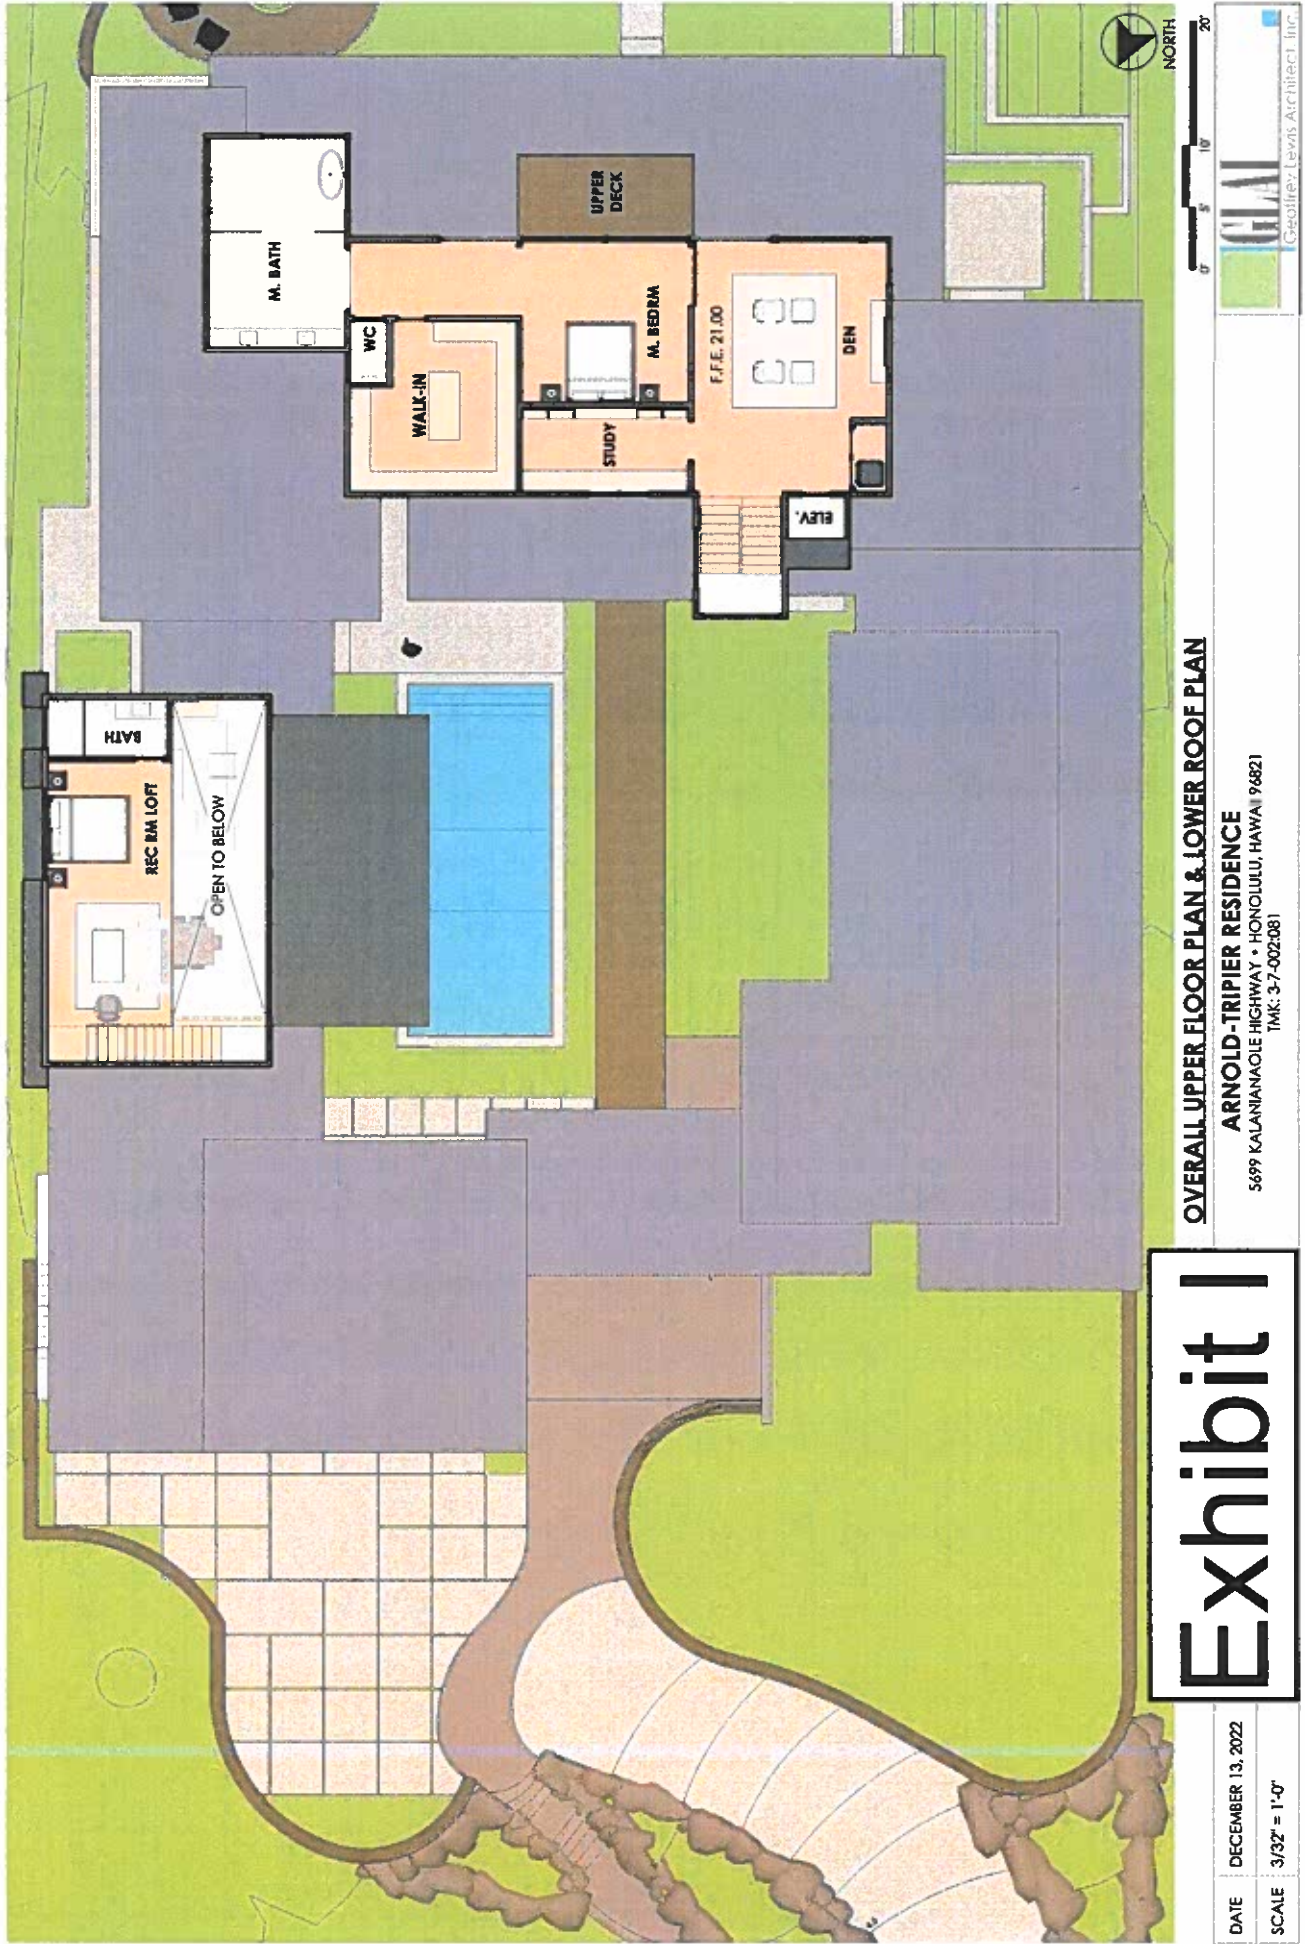 M. BATH
WC
WALK-IN
UPPER
DECK
M. BEDRM
STUDY
F.F.E. 21.00
DEN
ELEV.
BATH
REC RM LOFT
OPEN TO BELOW
NORTH
0' 5' 10' 20'
GLAI
Geoffrey Lewis Architect, Inc.
OVERALL UPPER FLOOR PLAN & LOWER ROOF PLAN
ARNOLD-TRIPIER RESIDENCE
5699 KALANIANAOLE HIGHWAY • HONOLULU, HAWAII 96821
TMK: 3-7-002:081
Exhibit I
DATE DECEMBER 13, 2022
SCALE 3/32" = 1'-0"